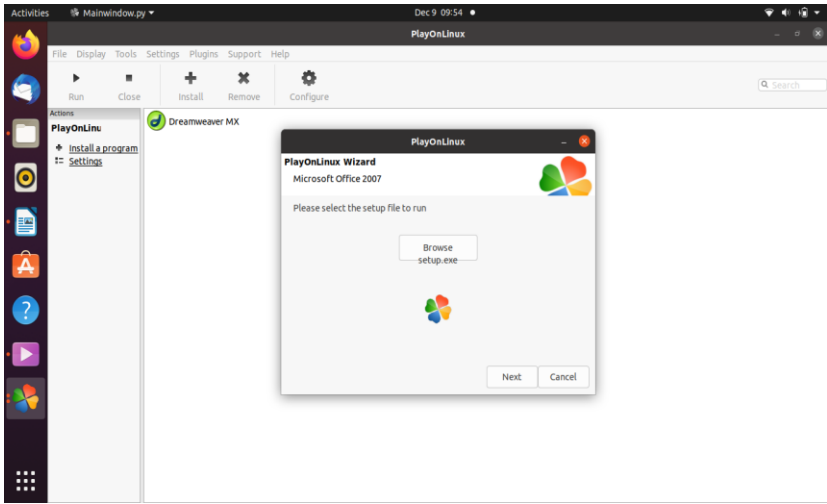 Activities
Mainwindow.py
Dec 9 09:54
PlayOnLinux
File Display Tools Settings Plugins Support Help
Run Close Install Remove Configure
Search
Actions
PlayOnLinu
Install a program
Settings
Dreamweaver MX
PlayOnLinux
PlayOnLinux Wizard
Microsoft Office 2007
Please select the setup file to run
Browse
setup.exe
Next Cancel